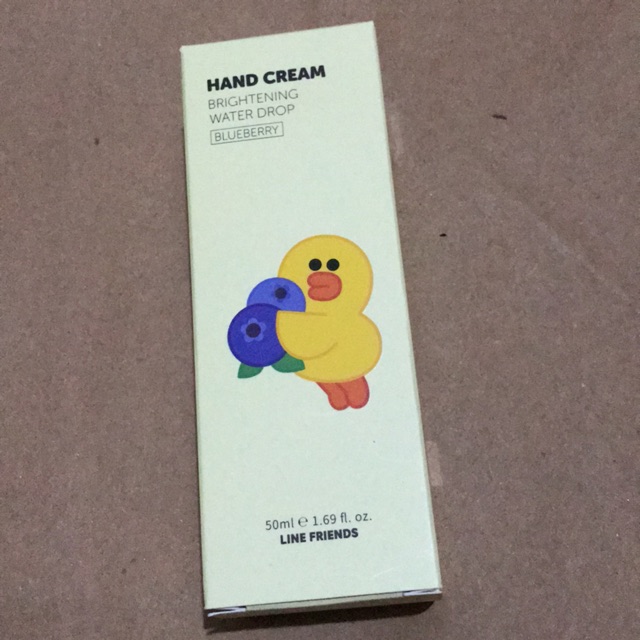 HAND CREAM
BRIGHTENING
WATER DROP
BLUEBERRY
50ml ℮ 1.69 fl. oz.
LINE FRIENDS